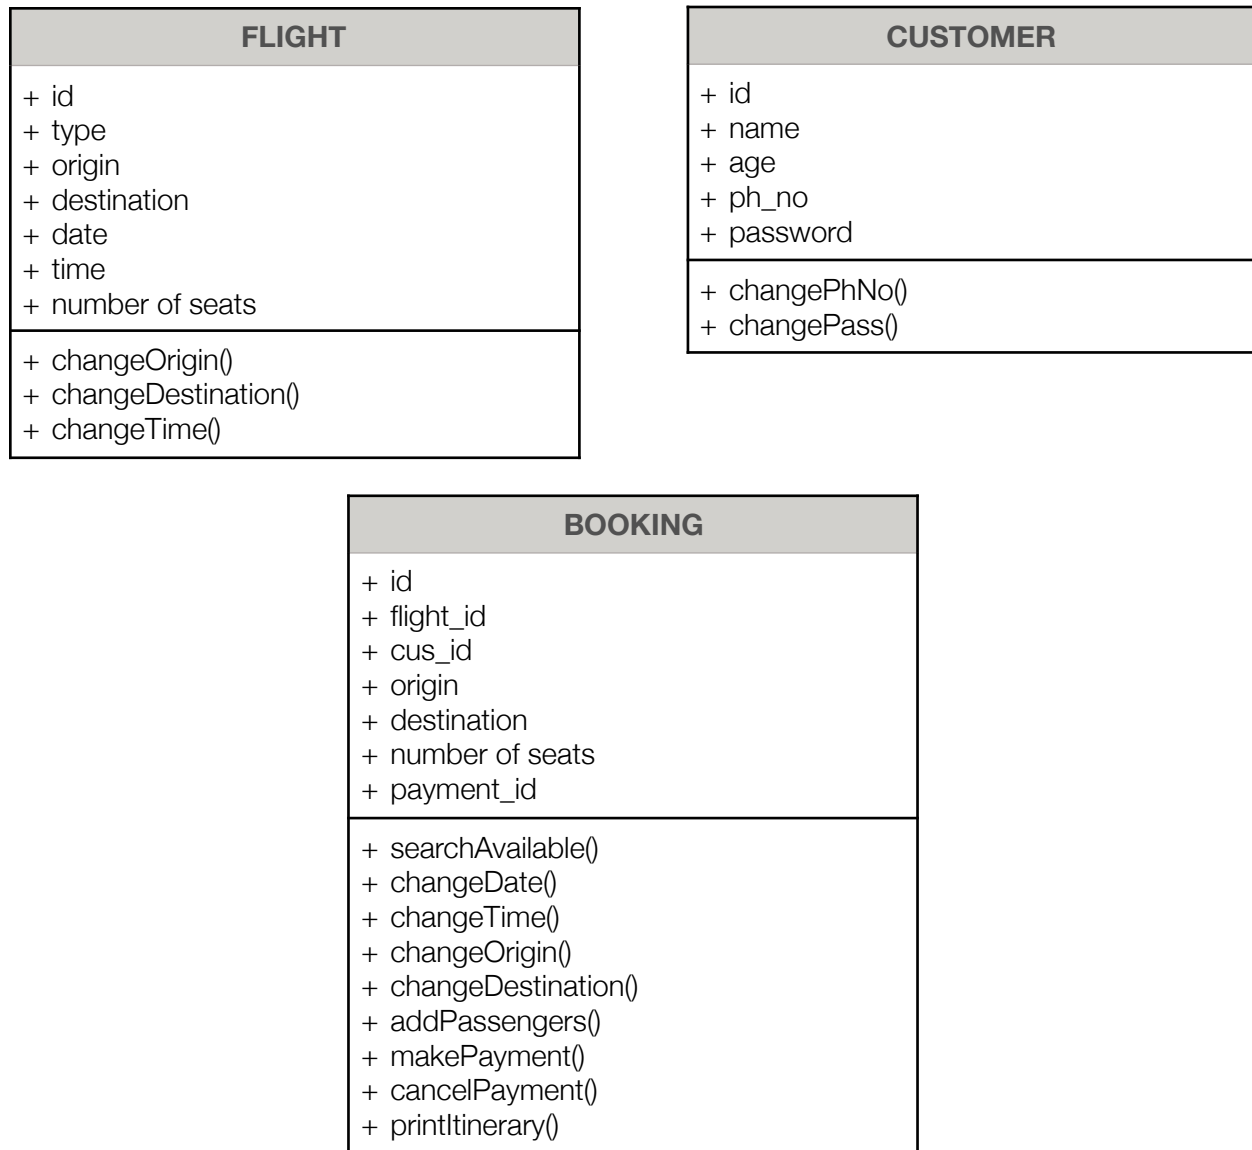 FLIGHT
+ id
+ type
+ origin
+ destination
+ date
+ time
+ number of seats
+ changeOrigin()
+ changeDestination()
+ changeTime()
CUSTOMER
+ id
+ name
+ age
+ ph_no
+ password
+ changePhNo()
+ changePass()
BOOKING
+ id
+ flight_id
+ cus_id
+ origin
+ destination
+ number of seats
+ payment_id
+ searchAvailable()
+ changeDate()
+ changeTime()
+ changeOrigin()
+ changeDestination()
+ addPassengers()
+ makePayment()
+ cancelPayment()
+ printItinerary()